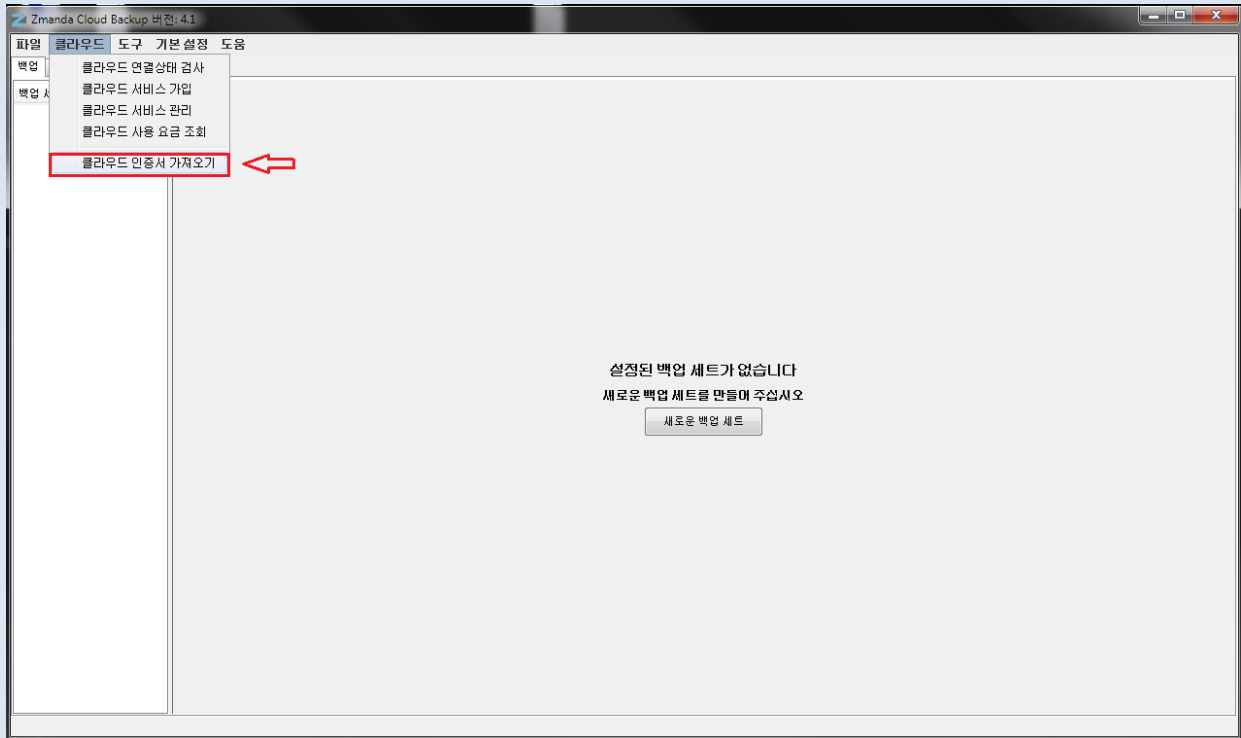 Zmanda Cloud Backup 버전: 4.1
파일 클라우드 도구 기본 설정 도움
백업
클라우드 연결상태 검사
백업
클라우드 서비스 가입
클라우드 서비스 관리
클라우드 사용 요금 조회
클라우드 인증서 가져오기
설정된 백업 세트가 없습니다
새로운 백업 세트를 만들어 주십시오
새로운 백업 세트